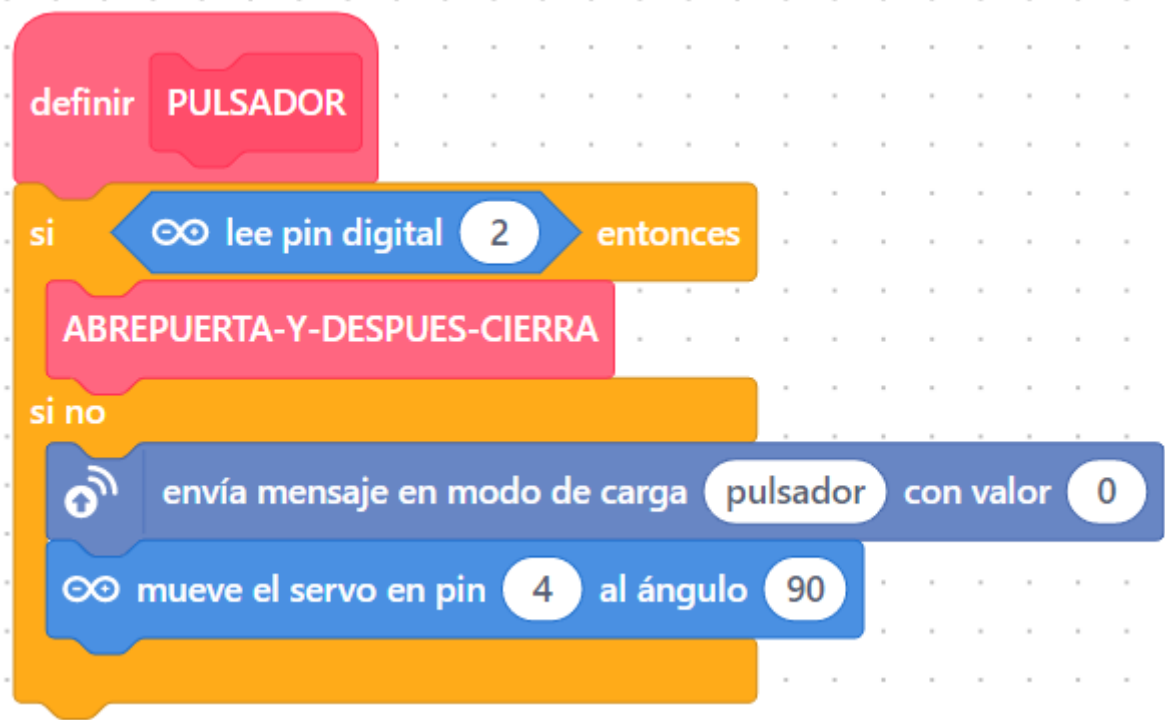 definir PULSADOR
si lee pin digital 2 entonces
ABREPUERTA-Y-DESPUES-CIERRA
si no
envía mensaje en modo de carga pulsador con valor 0
mueve el servo en pin 4 al ángulo 90